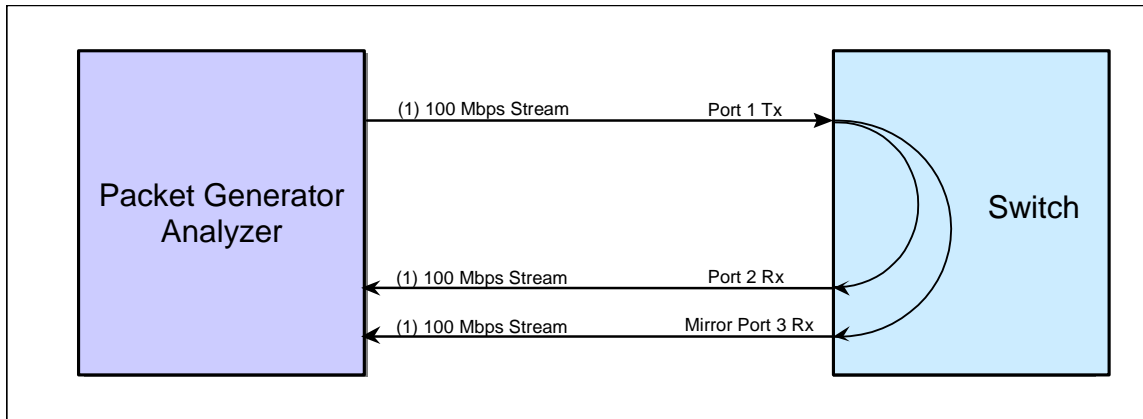 (1) 100 Mbps Stream
Port 1 Tx
Packet Generator
Analyzer
Switch
(1) 100 Mbps Stream
Port 2 Rx
(1) 100 Mbps Stream
Mirror Port 3 Rx